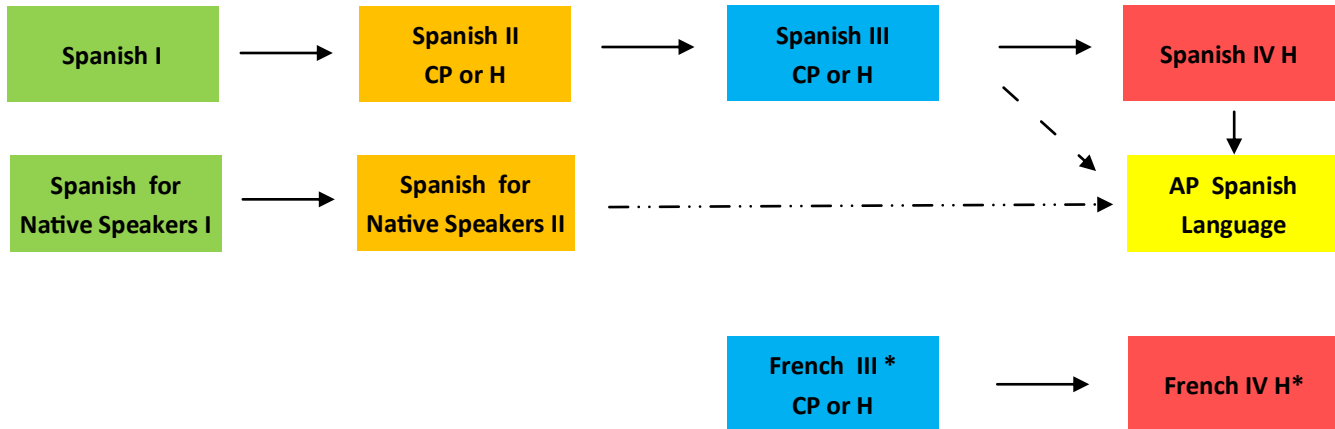 Spanish I
Spanish II
CP or H
Spanish III
CP or H
Spanish IV H
Spanish for
Native Speakers I
Spanish for
Native Speakers II
AP Spanish
Language
French III *
CP or H
French IV H*